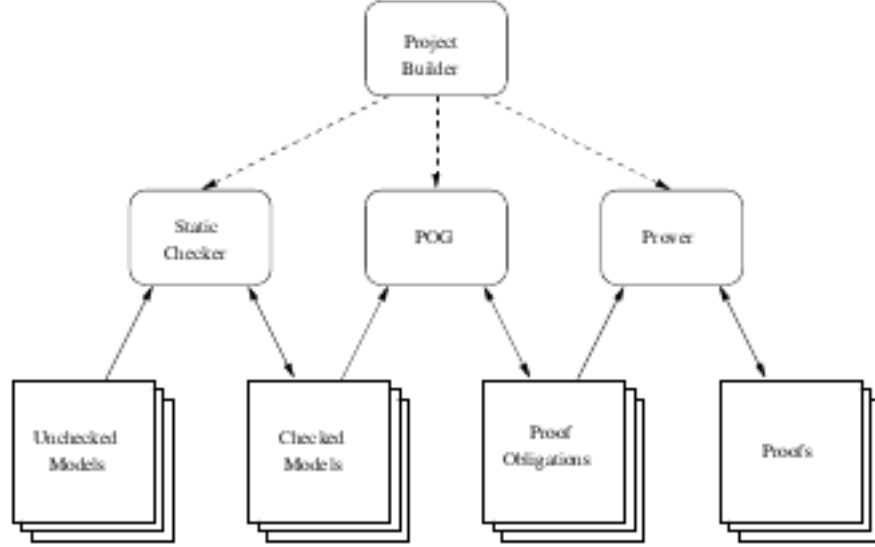 Project
Builder
Static
Checker
POG
Prover
Unchecked
Models
Checked
Models
Proof
Obligations
Proofs